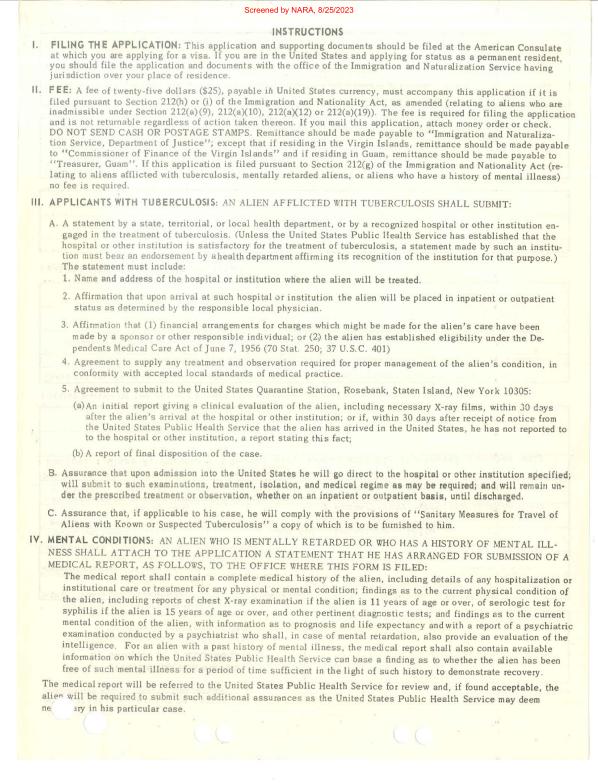 Screened by NARA, 8/25/2023
INSTRUCTIONS
I. FILING THE APPLICATION: This application and supporting documents should be filed at the American Consulate
at which you are applying for a visa. If you are in the United States and applying for status as a permanent resident,
you should file the application and documents with the office of the Immigration and Naturalization Service having
jurisdiction over your place of residence.
II. FEE: A fee of twenty-five dollars ($25), payable in United States currency, must accompany this application if it is
filed pursuant to Section 212(h) or (i) of the Immigration and Nationality Act, as amended (relating to aliens who are
inadmissible under Section 212(a)(9), 212(a)(10), 212(a)(12) or 212(a)(19)). The fee is required for filing the application
and is not returnable regardless of action taken thereon. If you mail this application, attach money order or check.
DO NOT SEND CASH OR POSTAGE STAMPS. Remittance should be made payable to "Immigration and Naturaliza-
tion Service, Department of Justice"; except that if residing in the Virgin Islands, remittance should be made payable
to "Commissioner of Finance of the Virgin Islands" and if residing in Guam, remittance should be made payable to
"Treasurer, Guam". If this application is filed pursuant to Section 212(g) of the Immigration and Nationality Act (re-
lating to aliens afflicted with tuberculosis, mentally retarded aliens, or aliens who have a history of mental illness)
no fee is required.
III. APPLICANTS WITH TUBERCULOSIS: AN ALIEN AFFLICTED WITH TUBERCULOSIS SHALL SUBMIT:
A. A statement by a state, territorial, or local health department, or by a recognized hospital or other institution en-
gaged in the treatment of tuberculosis. (Unless the United States Public Health Service has established that the
hospital or other institution is satisfactory for the treatment of tuberculosis, a statement made by such an institu-
tion must bear an endorsement by a health department affirming its recognition of the institution for that purpose.)
The statement must include:
1. Name and address of the hospital or institution where the alien will be treated.
2. Affirmation that upon arrival at such hospital or institution the alien will be placed in inpatient or outpatient
status as determined by the responsible local physician.
3. Affirmation that (1) financial arrangements for charges which might be made for the alien's care have been
made by a sponsor or other responsible individual; or (2) the alien has established eligibility under the De-
pendents Medical Care Act of June 7, 1956 (70 Stat. 250; 37 U.S.C. 401)
4. Agreement to supply any treatment and observation required for proper management of the alien's condition, in
conformity with accepted local standards of medical practice.
5. Agreement to submit to the United States Quarantine Station, Rosebank, Staten Island, New York 10305:
(a) An initial report giving a clinical evaluation of the alien, including necessary X-ray films, within 30 days
after the alien's arrival at the hospital or other institution; or if, within 30 days after receipt of notice from
the United States Public Health Service that the alien has arrived in the United States, he has not reported to
to the hospital or other institution, a report stating this fact;
(b) A report of final disposition of the case.
B. Assurance that upon admission into the United States he will go direct to the hospital or other institution specified;
will submit to such examinations, treatment, isolation, and medical regime as may be required; and will remain un-
der the prescribed treatment or observation, whether on an inpatient or outpatient basis, until discharged.
C. Assurance that, if applicable to his case, he will comply with the provisions of "Sanitary Measures for Travel of
Aliens with Known or Suspected Tuberculosis" a copy of which is to be furnished to him.
IV. MENTAL CONDITIONS: AN ALIEN WHO IS MENTALLY RETARDED OR WHO HAS A HISTORY OF MENTAL ILL-
NESS SHALL ATTACH TO THE APPLICATION A STATEMENT THAT HE HAS ARRANGED FOR SUBMISSION OF A
MEDICAL REPORT, AS FOLLOWS, TO THE OFFICE WHERE THIS FORM IS FILED:
The medical report shall contain a complete medical history of the alien, including details of any hospitalization or
institutional care or treatment for any physical or mental condition; findings as to the current physical condition of
the alien, including reports of chest X-ray examination if the alien is 11 years of age or over, of serologic test for
syphilis if the alien is 15 years of age or over, and other pertinent diagnostic tests; and findings as to the current
mental condition of the alien, with information as to prognosis and life expectancy and with a report of a psychiatric
examination conducted by a psychiatrist who shall, in case of mental retardation, also provide an evaluation of the
intelligence. For an alien with a past history of mental illness, the medical report shall also contain available
information on which the United States Public Health Service can base a finding as to whether the alien has been
free of such mental illness for a period of time sufficient in the light of such history to demonstrate recovery.
The medical report will be referred to the United States Public Health Service for review and, if found acceptable, the
alien will be required to submit such additional assurances as the United States Public Health Service may deem
ne ary in his particular case.